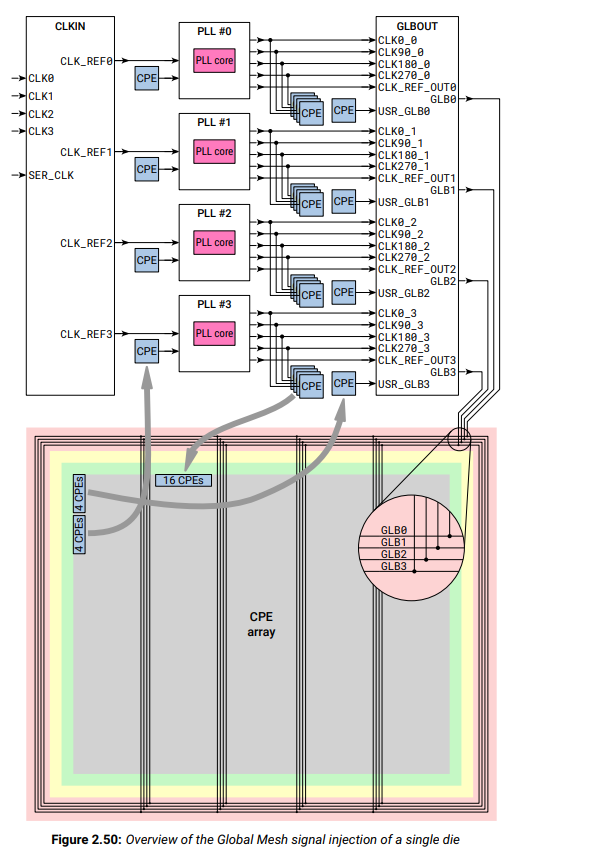 CLKIN
PLL #0
GLBOUT
CLK_REF0
PLL core
CPE
CLK0_0
CLK90_0
CLK180_0
CLK270_0
CLK_REF_OUT0
GLB0
CLK0
CLK1
CLK2
CLK3
CPE
CPE
USR_GLB0
PLL #1
CLK_REF1
PLL core
CPE
CLK0_1
CLK90_1
CLK180_1
CLK270_1
CLK_REF_OUT1
GLB1
SER_CLK
CPE
CPE
USR_GLB1
PLL #2
CLK_REF2
PLL core
CPE
CLK0_2
CLK90_2
CLK180_2
CLK270_2
CLK_REF_OUT2
GLB2
CPE
CPE
USR_GLB2
PLL #3
CLK_REF3
PLL core
CPE
CLK0_3
CLK90_3
CLK180_3
CLK270_3
CLK_REF_OUT3
GLB3
CPE
CPE
USR_GLB3
4 CPEs
4 CPEs
16 CPEs
GLB0
GLB1
GLB2
GLB3
CPE
array
Figure 2.50: Overview of the Global Mesh signal injection of a single die